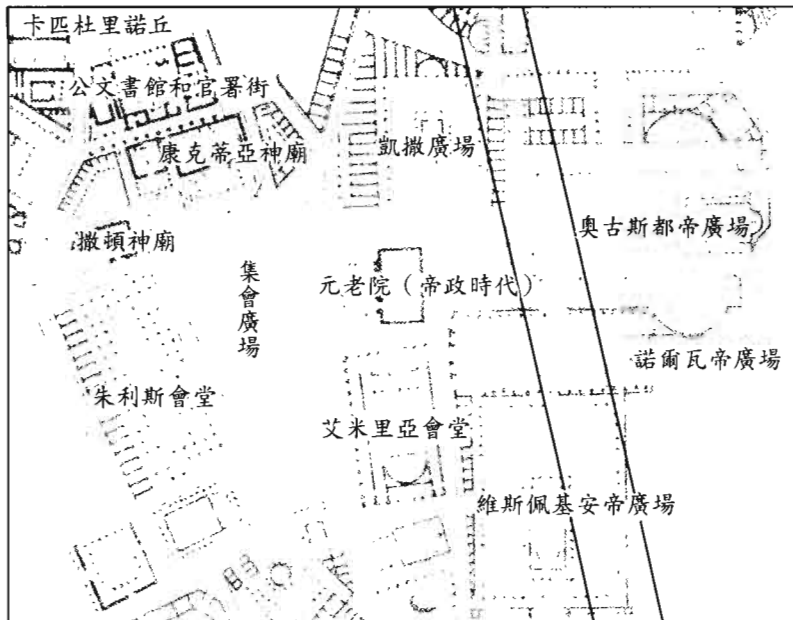 卡匹杜里諾丘
公文書館和官署街
康克蒂亞神廟
凱撒廣場
撒頓神廟
奧古斯都帝廣場
集會廣場
元老院（帝政時代）
諾爾瓦帝廣場
朱利斯會堂
艾米里亞會堂
維斯佩基安帝廣場